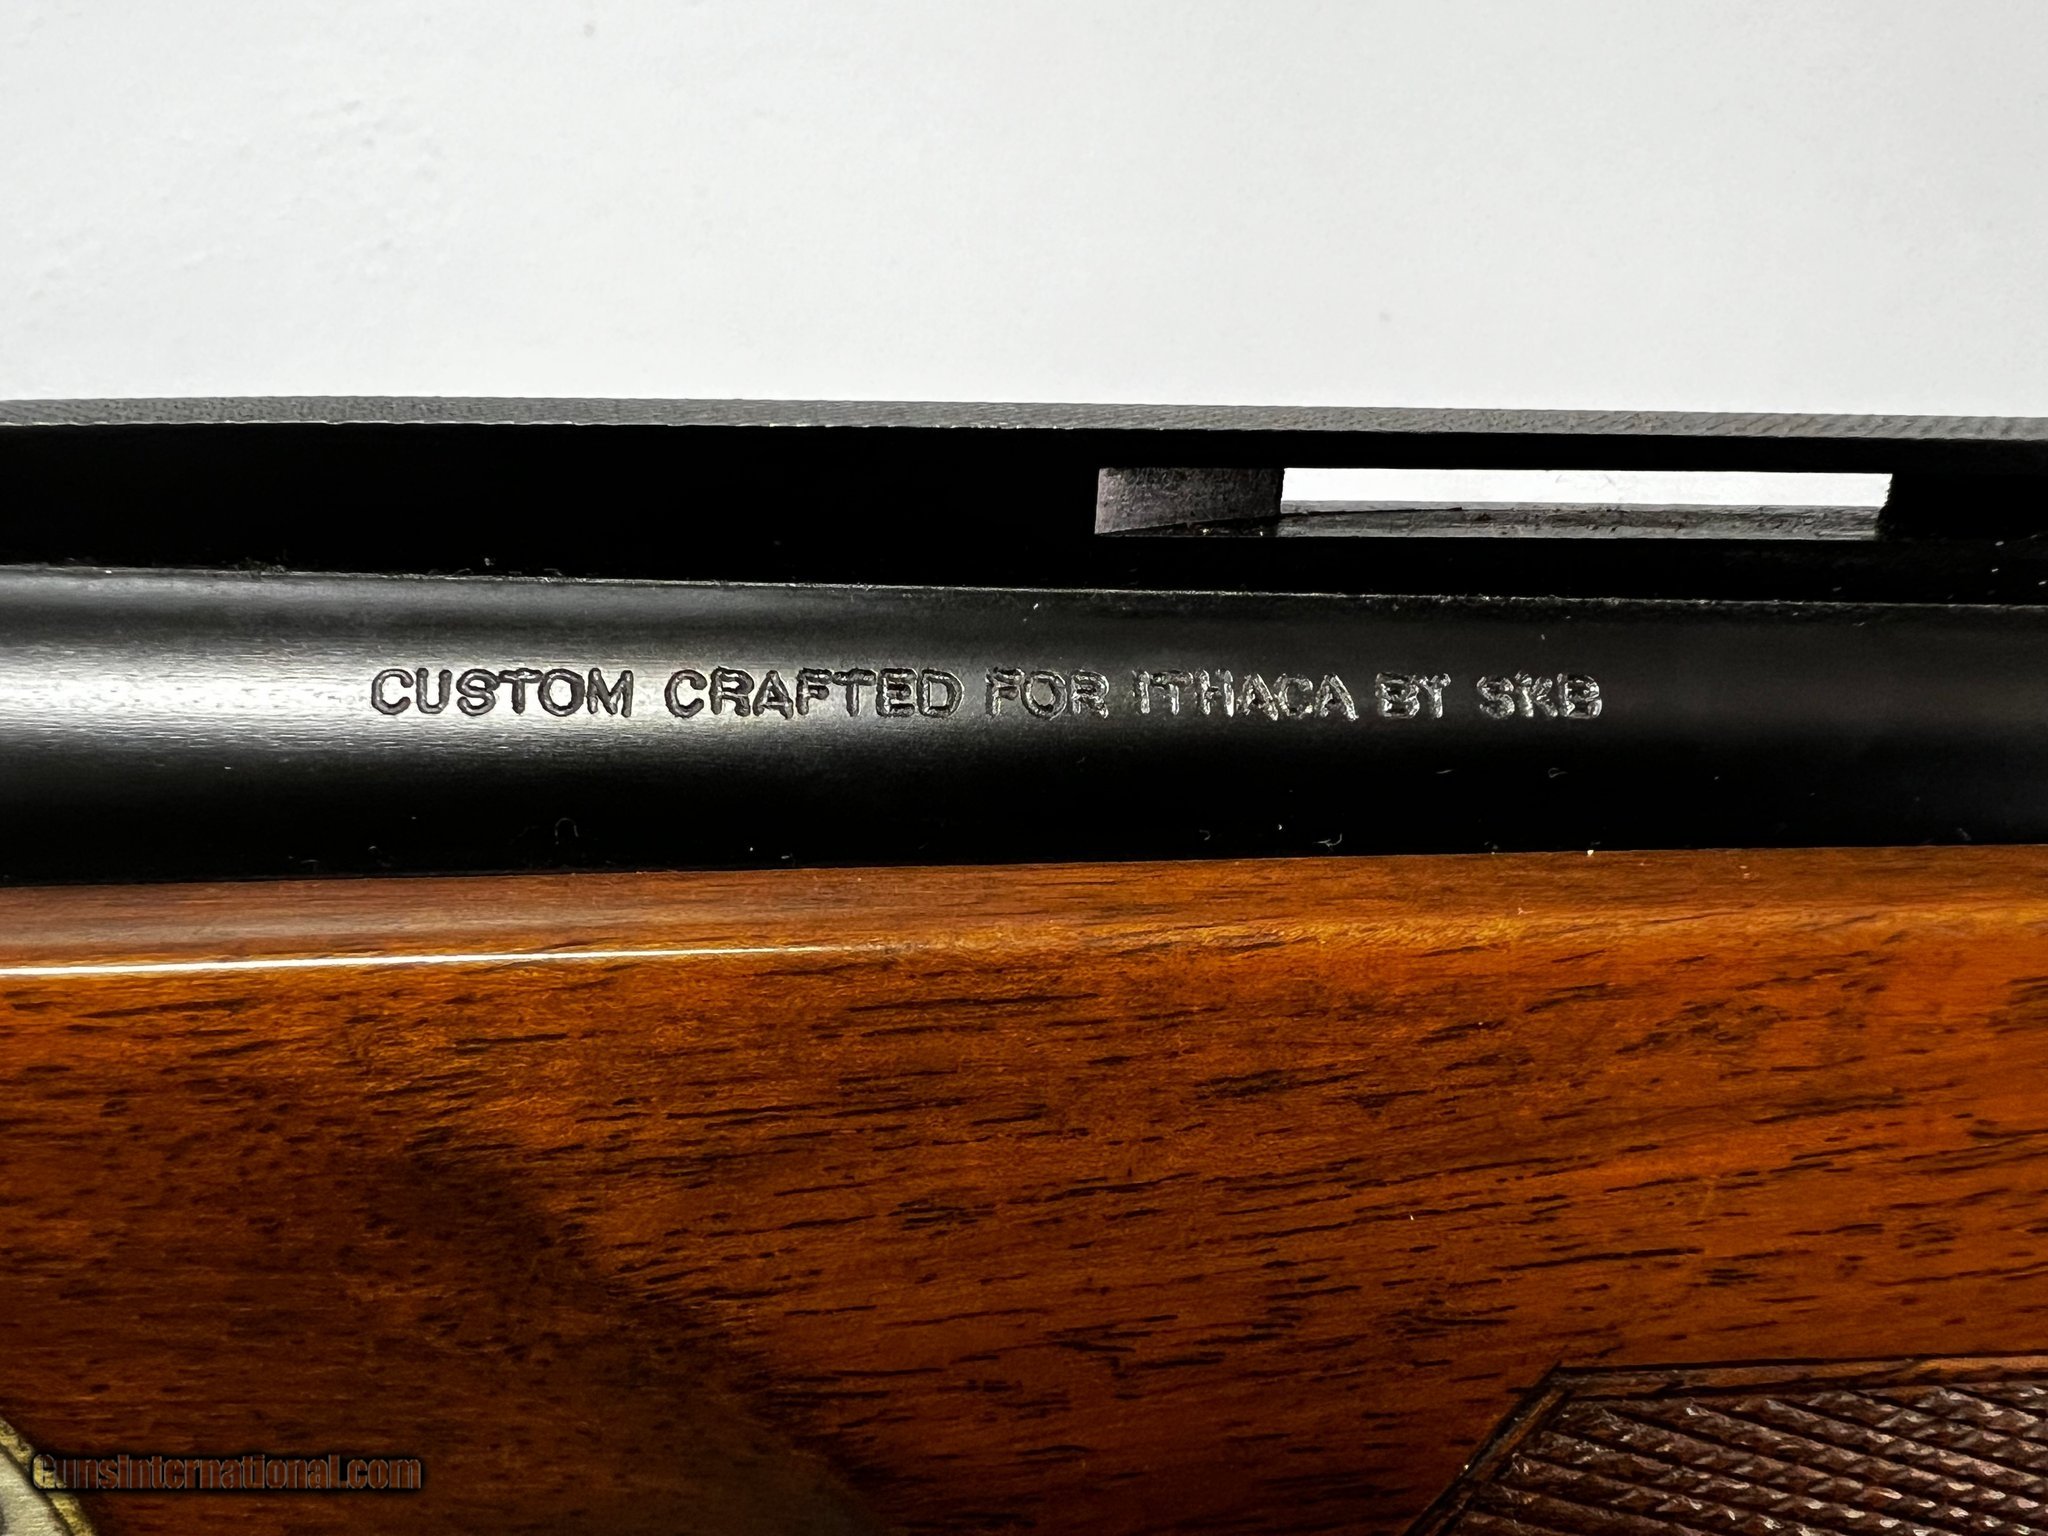 CUSTOM CRAFTED FOR ITHACA BY SKB
GunsInternational.com